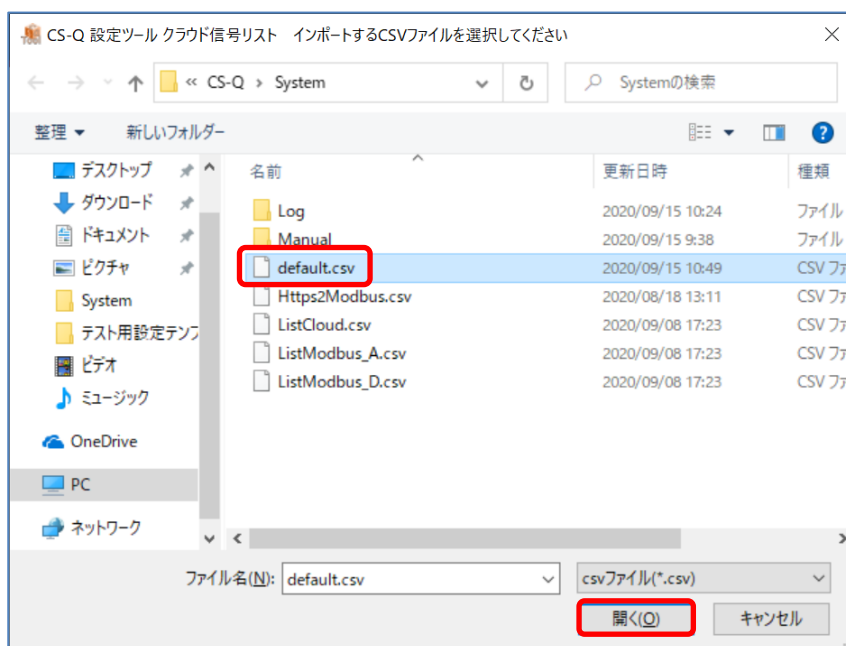 CS-Q 設定ツール クラウド信号リスト　インポートするCSVファイルを選択してください
« CS-Q › System
Systemの検索
整理 ▼ 新しいフォルダー
デスクトップ
ダウンロード
ドキュメント
ピクチャ
System
テスト用設定テンプ
ビデオ
ミュージック
OneDrive
PC
ネットワーク
名前 更新日時 種類
Log 2020/09/15 10:24 ファイル
Manual 2020/09/15 9:38 ファイル
default.csv 2020/09/15 10:49 CSV ファ
Https2Modbus.csv 2020/08/18 13:11 CSV ファ
ListCloud.csv 2020/09/08 17:23 CSV ファ
ListModbus_A.csv 2020/09/08 17:23 CSV ファ
ListModbus_D.csv 2020/09/08 17:23 CSV ファ
ファイル名(N): default.csv csvファイル(*.csv)
開く(O) キャンセル